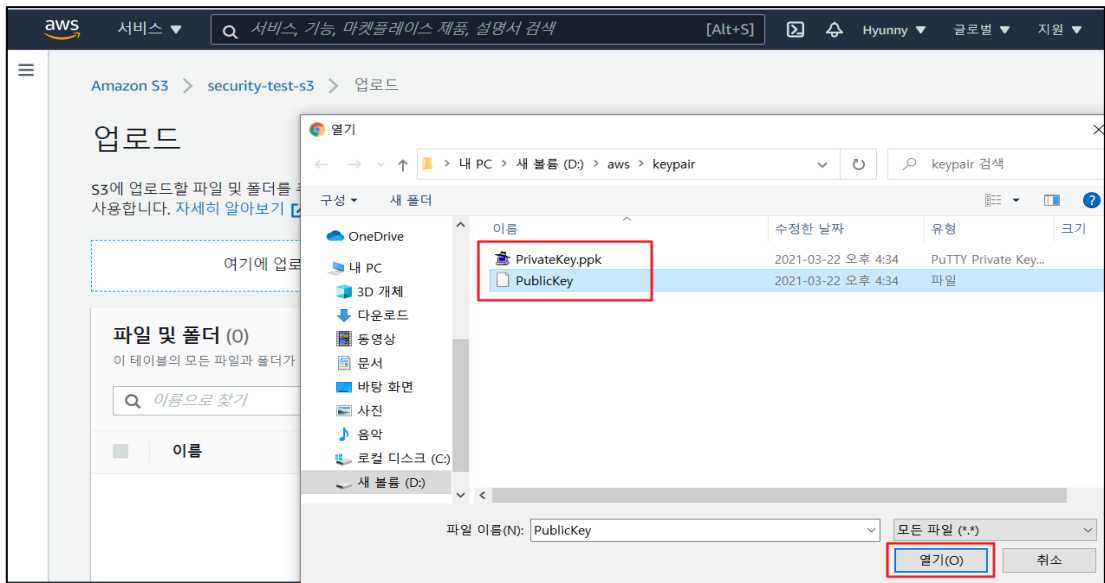 aws 서비스 ▼ 서비스, 기능, 마켓플레이스 제품, 설명서 검색 [Alt+S] Hyunny ▼ 글로벌 ▼ 지원 ▼
Amazon S3 > security-test-s3 > 업로드
업로드
S3에 업로드할 파일 및 폴더를
사용합니다. 자세히 알아보기
여기에 업로
파일 및 폴더 (0)
이 테이블의 모든 파일과 폴더가
이름으로 찾기
이름
열기
내 PC > 새 볼륨 (D:) > aws > keypair
keypair 검색
구성 새 폴더
OneDrive
내 PC
3D 개체
다운로드
동영상
문서
바탕 화면
사진
음악
로컬 디스크 (C:)
새 볼륨 (D:)
이름 수정한 날짜 유형 크기
PrivateKey.ppk 2021-03-22 오후 4:34 PuTTY Private Key...
PublicKey 2021-03-22 오후 4:34 파일
파일 이름(N): PublicKey 모든 파일 (*.*)
열기(O) 취소